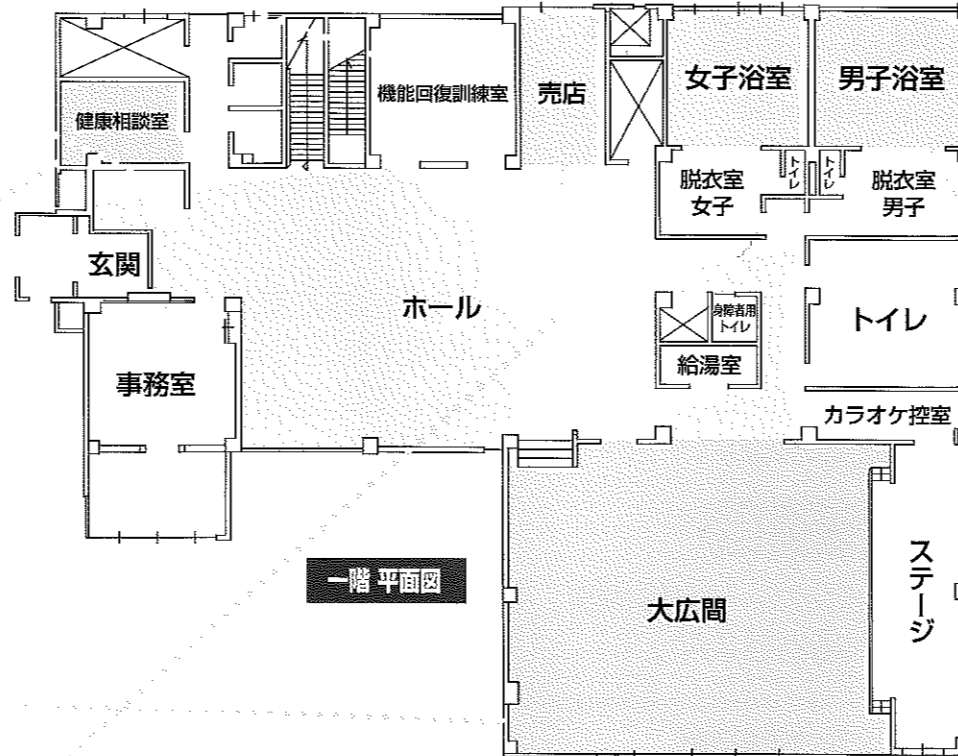 女子浴室
男子浴室
機能回復訓練室
売店
健康相談室
トイレ
トイレ
脱衣室
女子
脱衣室
男子
玄関
ホール
身障者用
トイレ
トイレ
給湯室
事務室
カラオケ控室
一階 平面図
大広間
ステージ